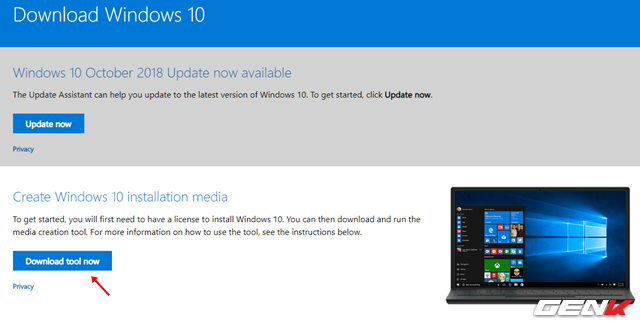 Download Windows 10
Windows 10 October 2018 Update now available
The Update Assistant can help you update to the latest version of Windows 10. To get started, click Update now.
Update now
Privacy
Create Windows 10 installation media
To get started, you will first need to have a license to install Windows 10. You can then download and run the
media creation tool. For more information on how to use the tool, see the instructions below.
Download tool now
Privacy
GENK